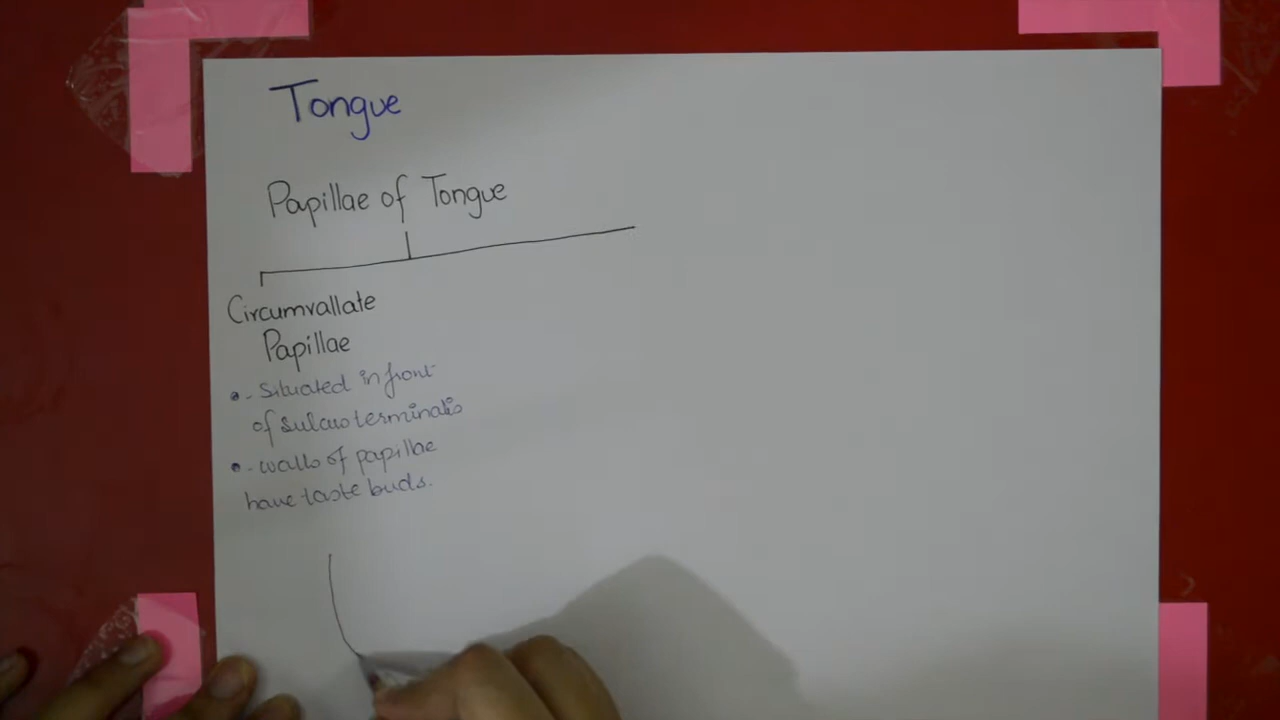 Tongue
Papillae of Tongue
Circumvallate
Papillae
- Situated in front
of sulcus terminalis
- walls of papillae
have taste buds.